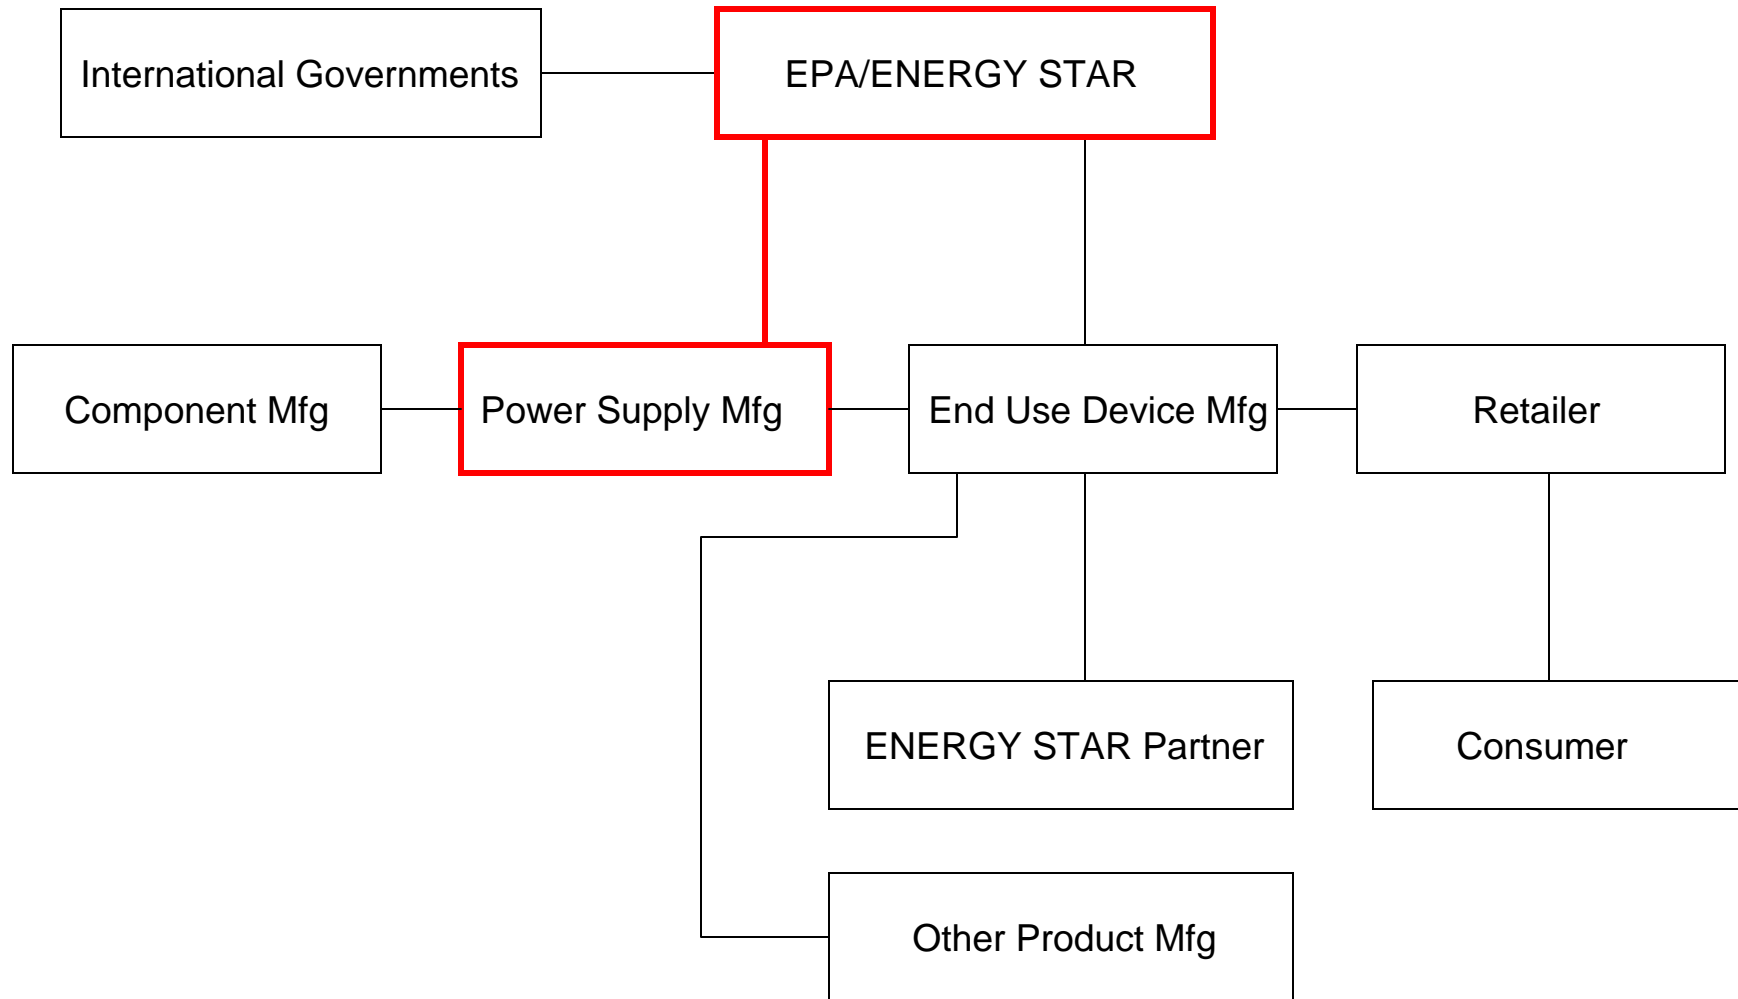 International Governments
EPA/ENERGY STAR
Component Mfg
Power Supply Mfg
End Use Device Mfg
Retailer
ENERGY STAR Partner
Consumer
Other Product Mfg